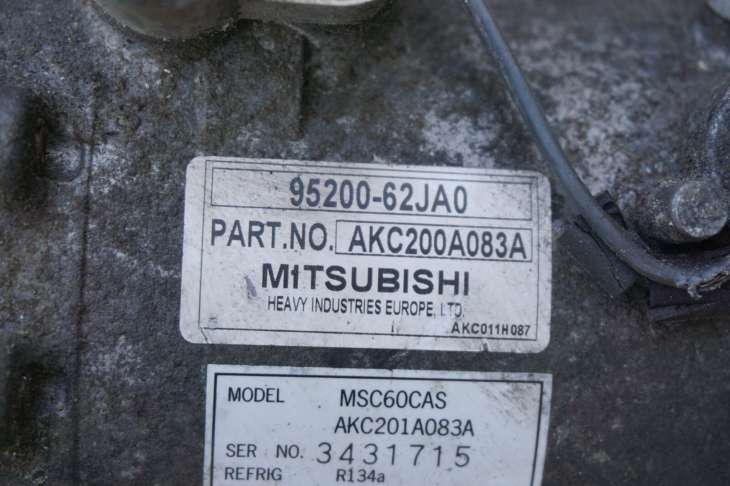 95200-62JA0
PART.NO. AKC200A083A
MITSUBISHI
HEAVY INDUSTRIES EUROPE, LTD.
AKC011H087
MODEL MSC60CAS
AKC201A083A
SER NO. 3431715
REFRIG R134a